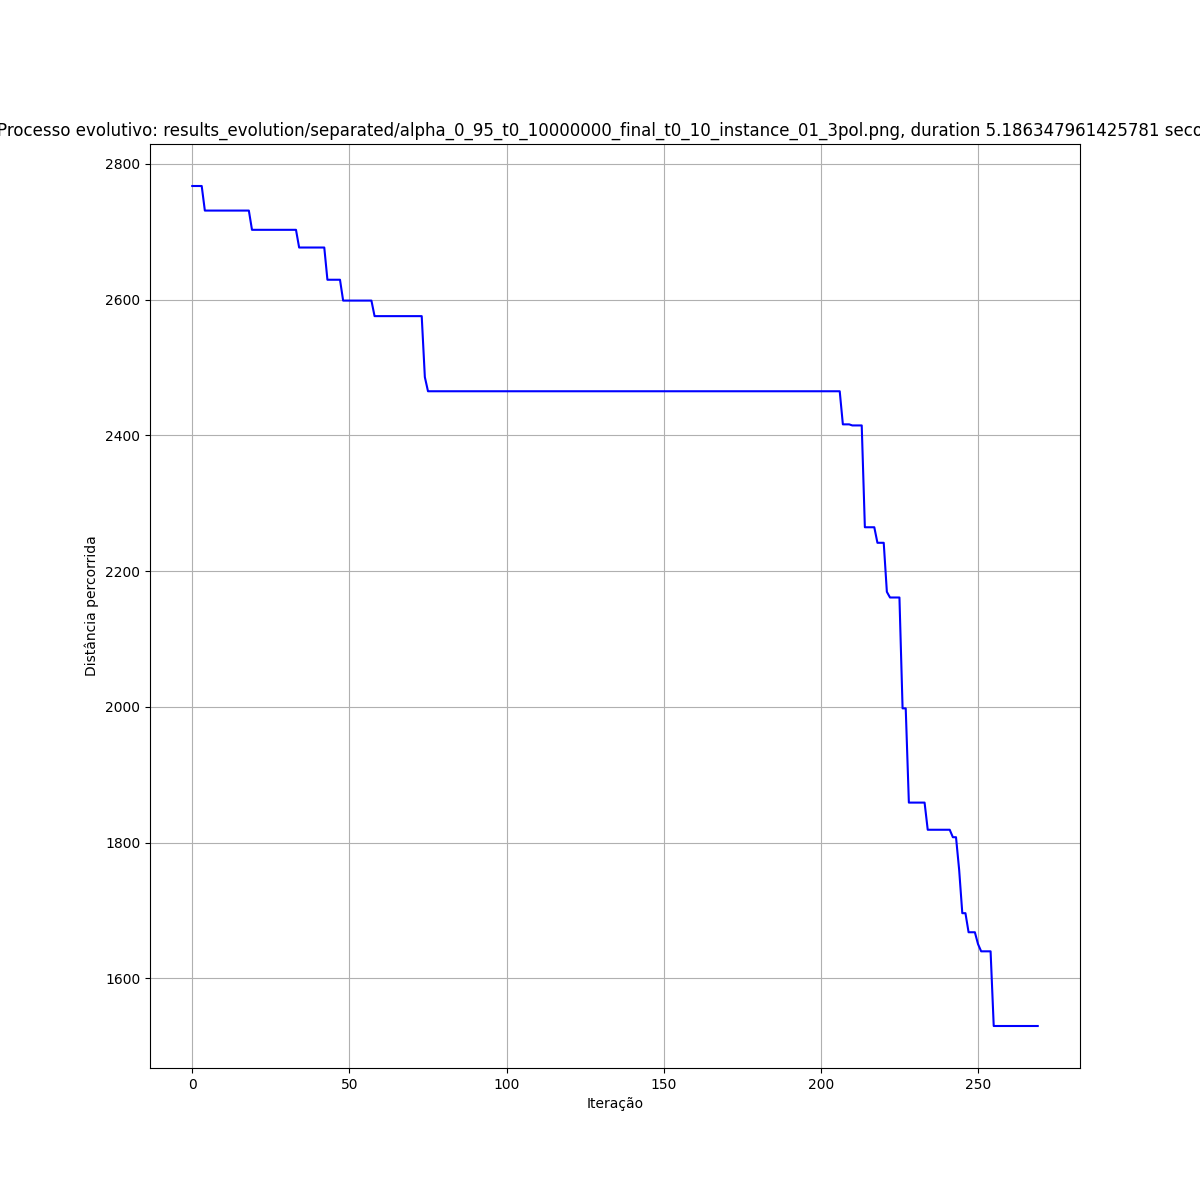 Processo evolutivo: results_evolution/separated/alpha_0_95_t0_10000000_final_t0_10_instance_01_3pol.png, duration 5.186347961425781 seco
2800
2600
2400
2200
2000
1800
1600
Distância percorrida
0 50 100 150 200 250
Iteração